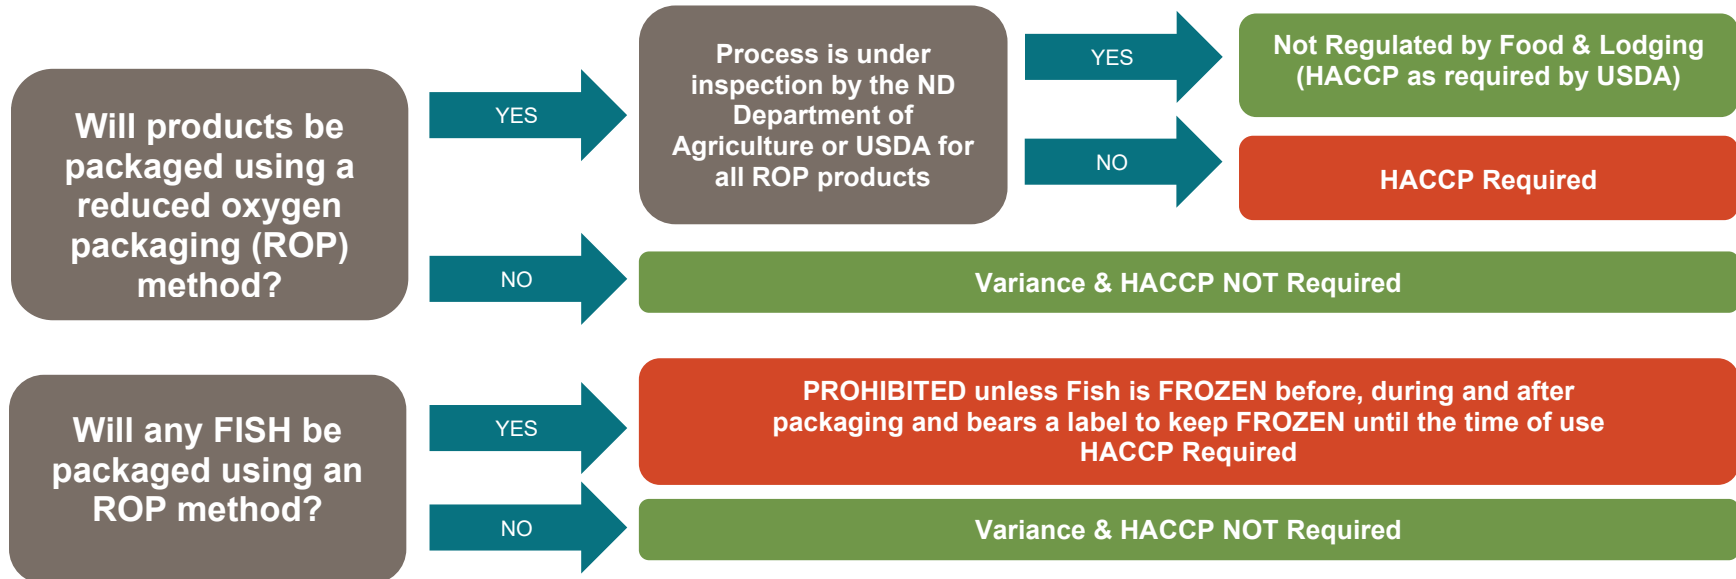 Will products be
packaged using a
reduced oxygen
packaging (ROP)
method?
YES
Process is under
inspection by the ND
Department of
Agriculture or USDA for
all ROP products
YES
Not Regulated by Food & Lodging
(HACCP as required by USDA)
NO
HACCP Required
NO
Variance & HACCP NOT Required
Will any FISH be
packaged using an
ROP method?
YES
PROHIBITED unless Fish is FROZEN before, during and after
packaging and bears a label to keep FROZEN until the time of use
HACCP Required
NO
Variance & HACCP NOT Required